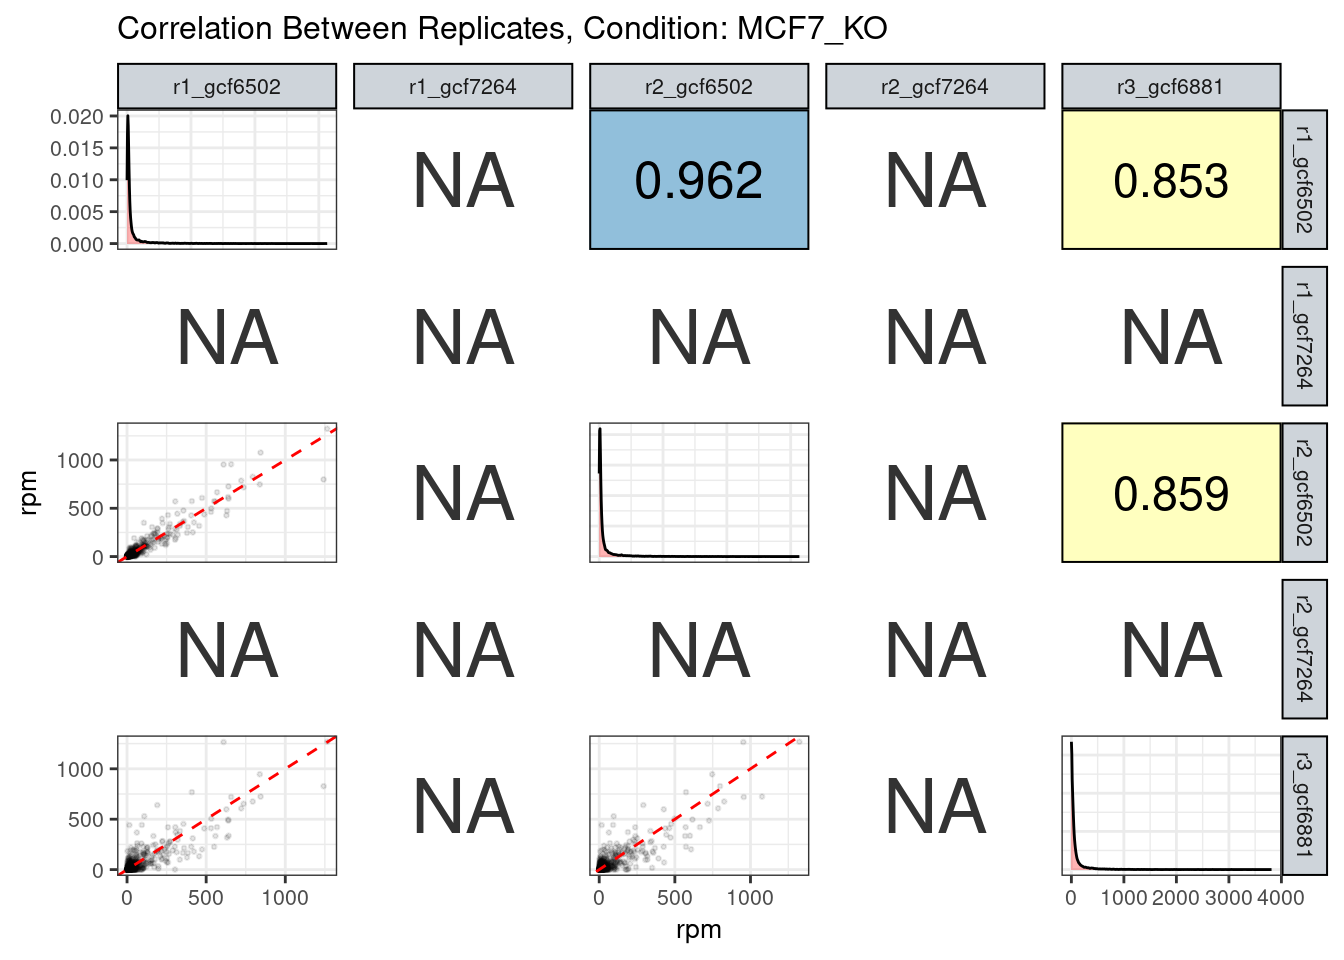 Correlation Between Replicates, Condition: MCF7_KO
r1_gcf6502 r1_gcf7264 r2_gcf6502 r2_gcf7264 r3_gcf6881
0.020
0.015
0.010
0.005
0.000
NA 0.962 NA 0.853
r1_gcf6502
NA NA NA NA NA
r1_gcf7264
rpm
1000
500
0
NA NA 0.859
r2_gcf6502
NA NA NA NA NA
r2_gcf7264
1000
500
0
NA NA
r3_gcf6881
0 500 1000 0 500 1000 0 1000 2000 3000 4000
rpm